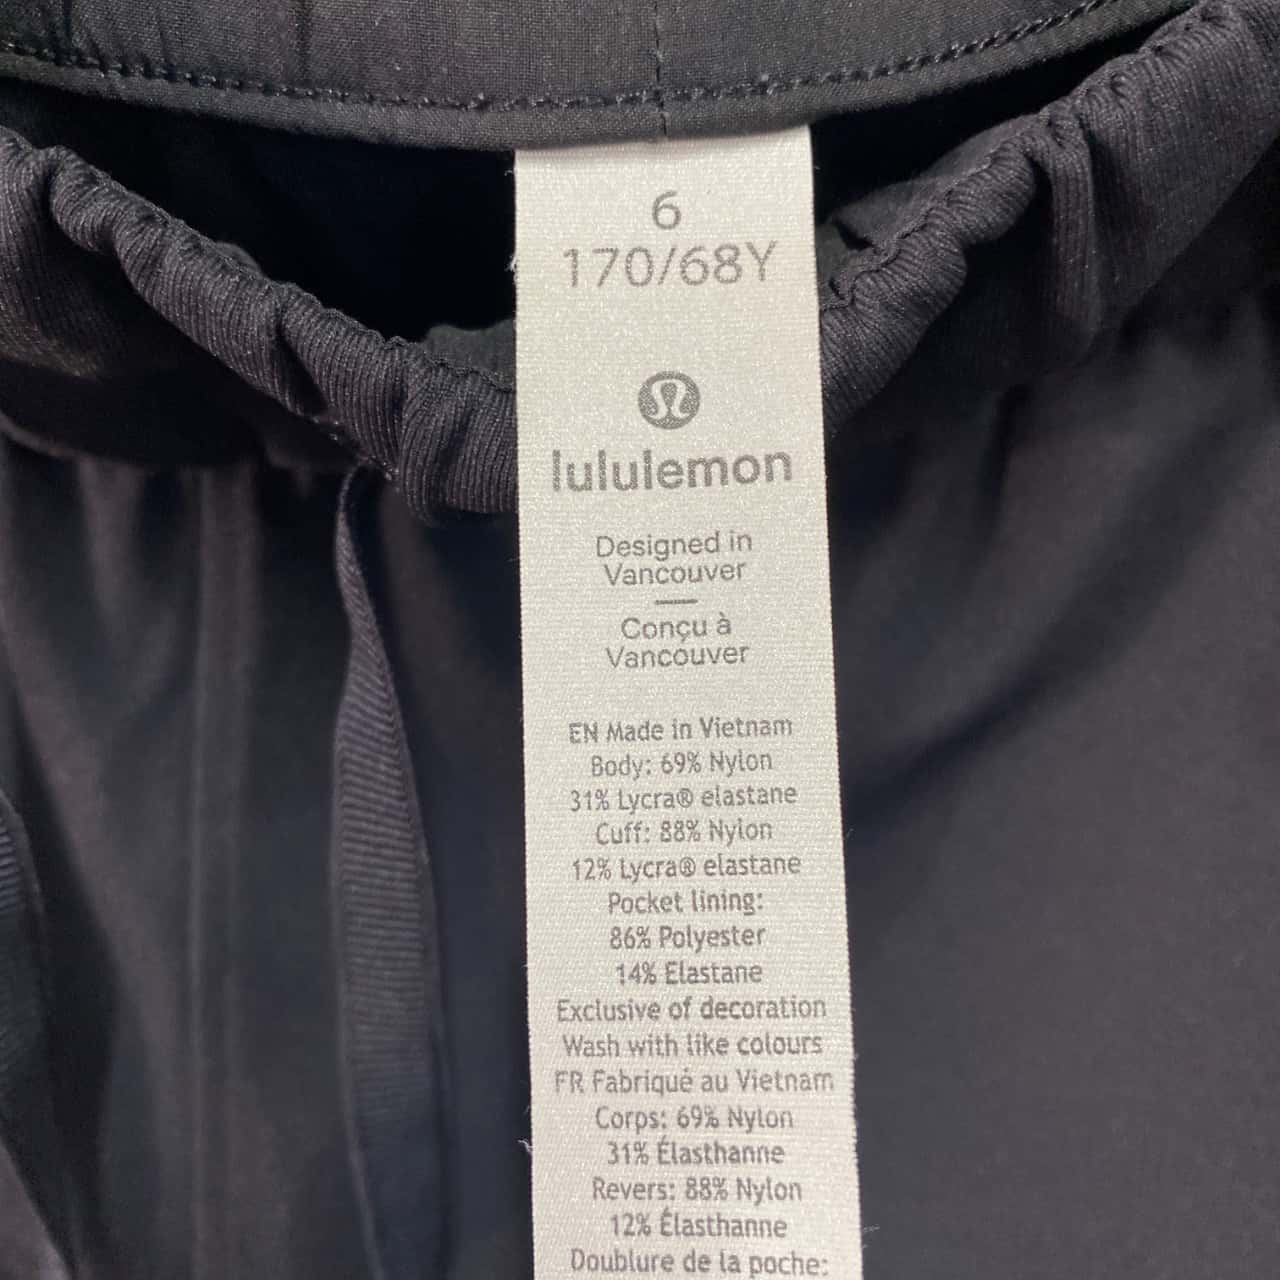 6
170/68Y
lululemon
Designed in
Vancouver
Conçu à
Vancouver
EN Made in Vietnam
Body: 69% Nylon
31% Lycra® elastane
Cuff: 88% Nylon
12% Lycra® elastane
Pocket lining:
86% Polyester
14% Elastane
Exclusive of decoration
Wash with like colours
FR Fabriqué au Vietnam
Corps: 69% Nylon
31% Élasthanne
Revers: 88% Nylon
12% Élasthanne
Doublure de la poche: